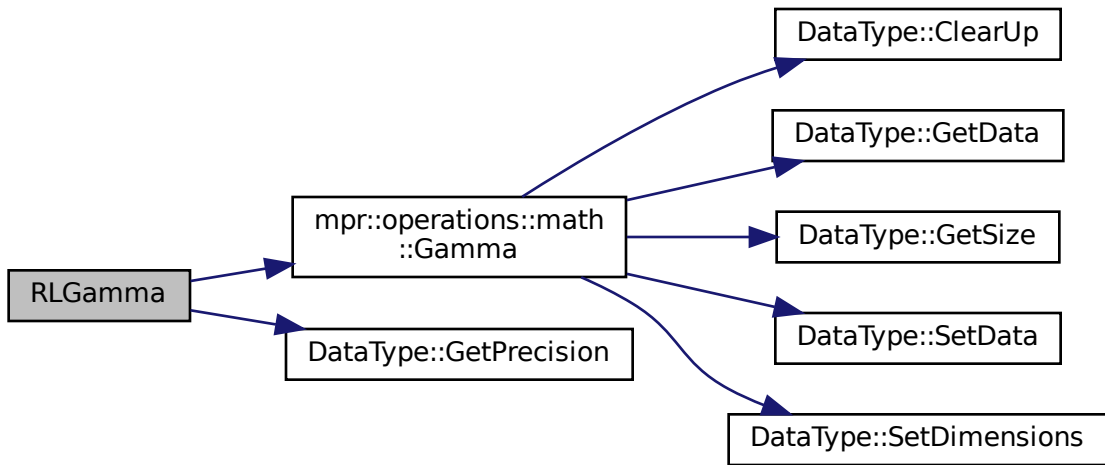 RLGamma
mpr::operations::math
::Gamma
DataType::GetPrecision
DataType::ClearUp
DataType::GetData
DataType::GetSize
DataType::SetData
DataType::SetDimensions